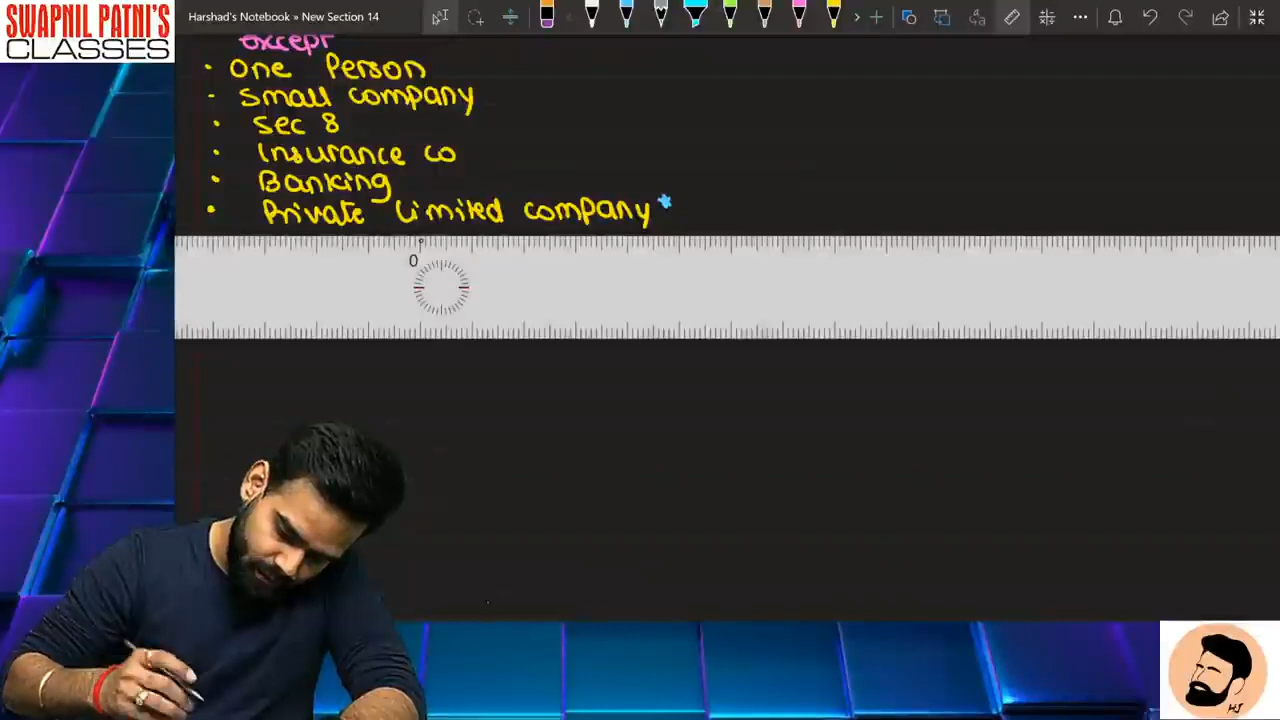 SWAPNIL PATNI'S
CLASSES
Harshad's Notebook » New Section 14
except
• One Person
- Small company
• Sec 8
• Insurance co
• Banking
• Private Limited company *
0
HJ